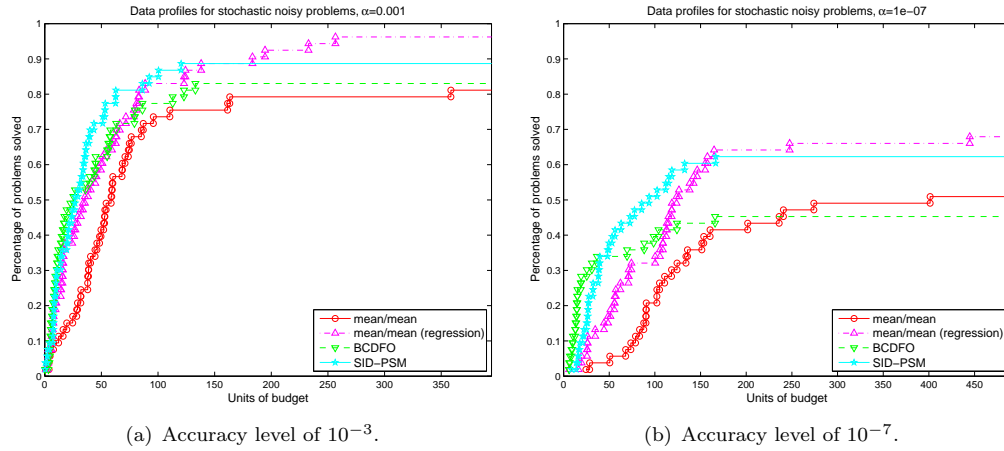 Data profiles for stochastic noisy problems, α=0.001
Percentage of problems solved
1
0.9
0.8
0.7
0.6
0.5
0.4
0.3
0.2
0.1
0
0 50 100 150 200 250 300 350
Units of budget
mean/mean
mean/mean (regression)
BCDFO
SID−PSM
(a) Accuracy level of 10⁻³.
Data profiles for stochastic noisy problems, α=1e−07
Percentage of problems solved
1
0.9
0.8
0.7
0.6
0.5
0.4
0.3
0.2
0.1
0
0 50 100 150 200 250 300 350 400 450
Units of budget
mean/mean
mean/mean (regression)
BCDFO
SID−PSM
(b) Accuracy level of 10⁻⁷.